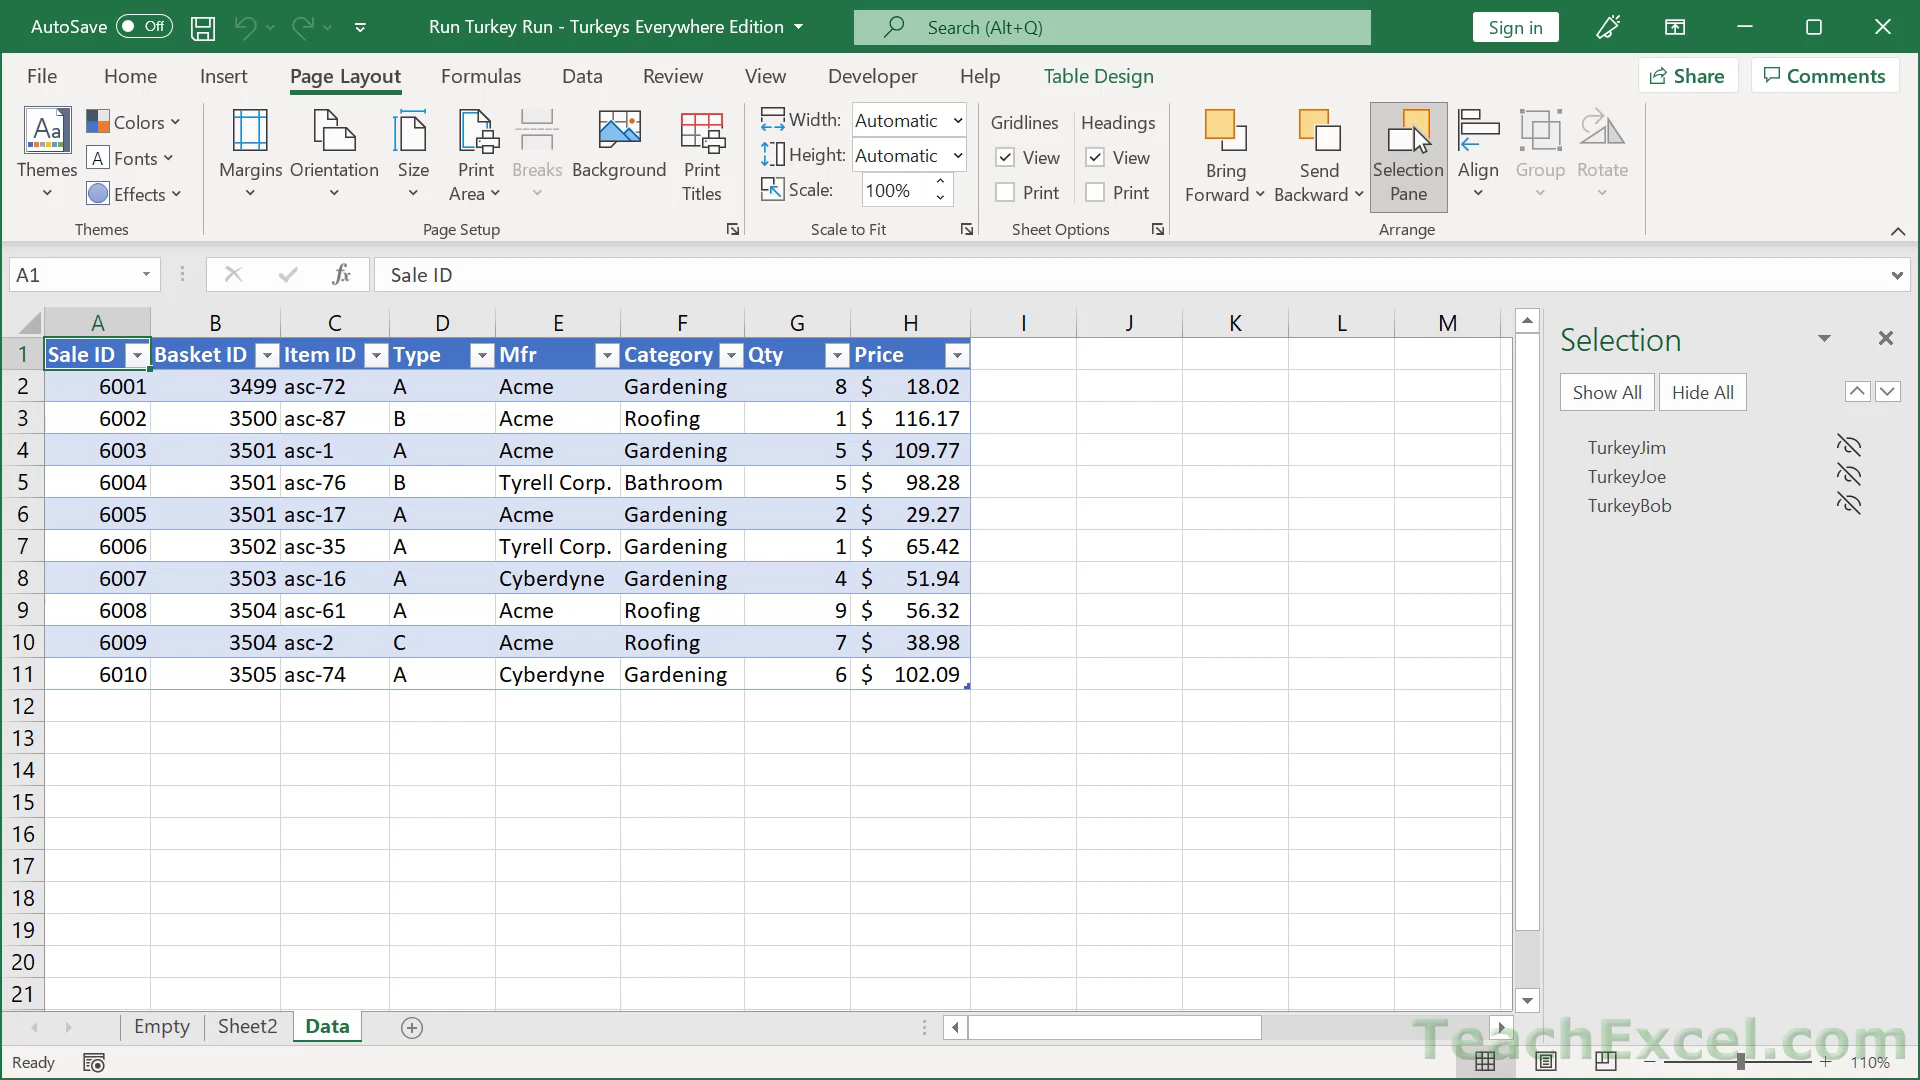 AutoSave Off Run Turkey Run - Turkeys Everywhere Edition Search (Alt+Q) Sign in
File Home Insert Page Layout Formulas Data Review View Developer Help Table Design Share Comments
Aa Colors Width: Automatic Gridlines Headings
A Fonts Height: Automatic View View
Themes Effects Margins Orientation Size Print Area Breaks Background Print Titles Scale: 100% Print Print Bring Forward Send Backward Selection Pane Align Group Rotate
Themes Page Setup Scale to Fit Sheet Options Arrange
A1 fx Sale ID
A B C D E F G H I J K L M
1 Sale ID Basket ID Item ID Type Mfr Category Qty Price
2 6001 3499 asc-72 A Acme Gardening 8 $ 18.02
3 6002 3500 asc-87 B Acme Roofing 1 $ 116.17
4 6003 3501 asc-1 A Acme Gardening 5 $ 109.77
5 6004 3501 asc-76 B Tyrell Corp. Bathroom 5 $ 98.28
6 6005 3501 asc-17 A Acme Gardening 2 $ 29.27
7 6006 3502 asc-35 A Tyrell Corp. Gardening 1 $ 65.42
8 6007 3503 asc-16 A Cyberdyne Gardening 4 $ 51.94
9 6008 3504 asc-61 A Acme Roofing 9 $ 56.32
10 6009 3504 asc-2 C Acme Roofing 7 $ 38.98
11 6010 3505 asc-74 A Cyberdyne Gardening 6 $ 102.09
12
13
14
15
16
17
18
19
20
21
Selection
Show All Hide All
TurkeyJim
TurkeyJoe
TurkeyBob
Empty Sheet2 Data
TeachExcel.com
Ready 110%